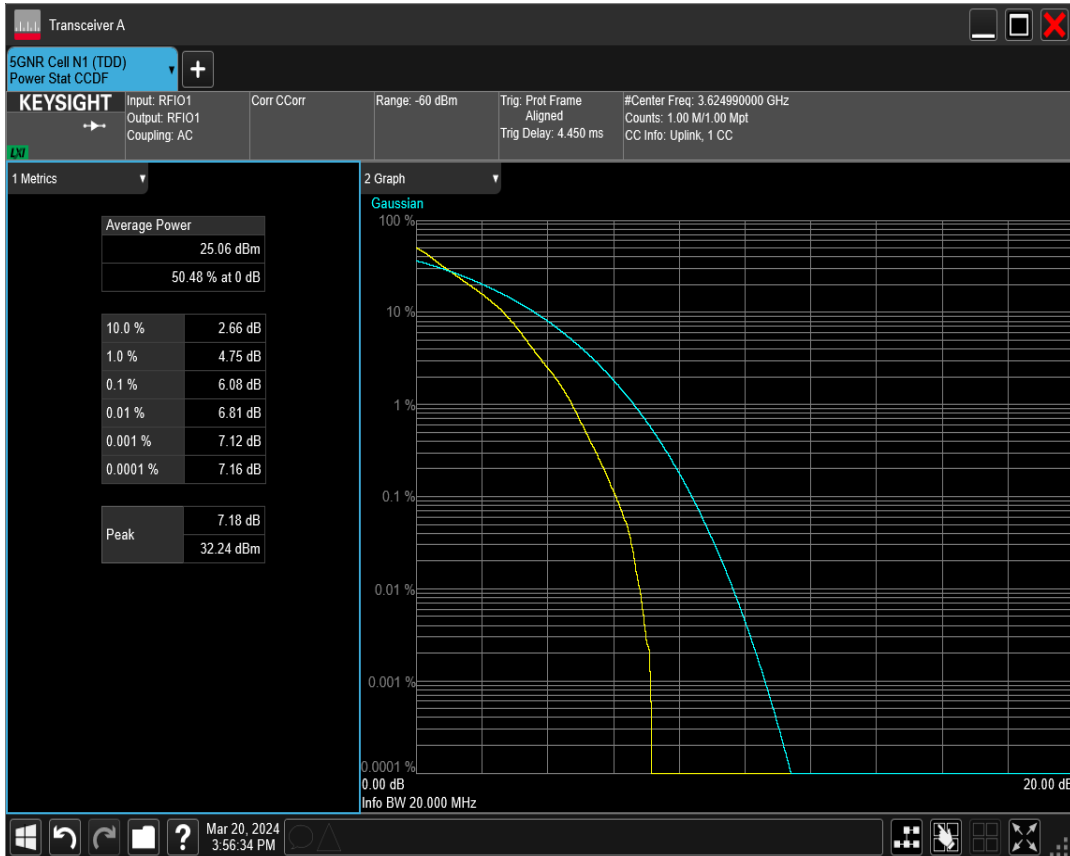 Transceiver A
5GNR Cell N1 (TDD)
Power Stat CCDF
+
KEYSIGHT
LXI
Input: RFIO1
Output: RFIO1
Coupling: AC
Corr CCorr
Range: -60 dBm
Trig: Prot Frame
Aligned
Trig Delay: 4.450 ms
#Center Freq: 3.624990000 GHz
Counts: 1.00 M/1.00 Mpt
CC Info: Uplink, 1 CC
1 Metrics
Average Power
25.06 dBm
50.48 % at 0 dB
10.0 % 2.66 dB
1.0 % 4.75 dB
0.1 % 6.08 dB
0.01 % 6.81 dB
0.001 % 7.12 dB
0.0001 % 7.16 dB
Peak 7.18 dB
32.24 dBm
2 Graph
Gaussian
100 %
10 %
1 %
0.1 %
0.01 %
0.001 %
0.0001 %
0.00 dB 20.00 dB
Info BW 20.000 MHz
?
Mar 20, 2024
3:56:34 PM